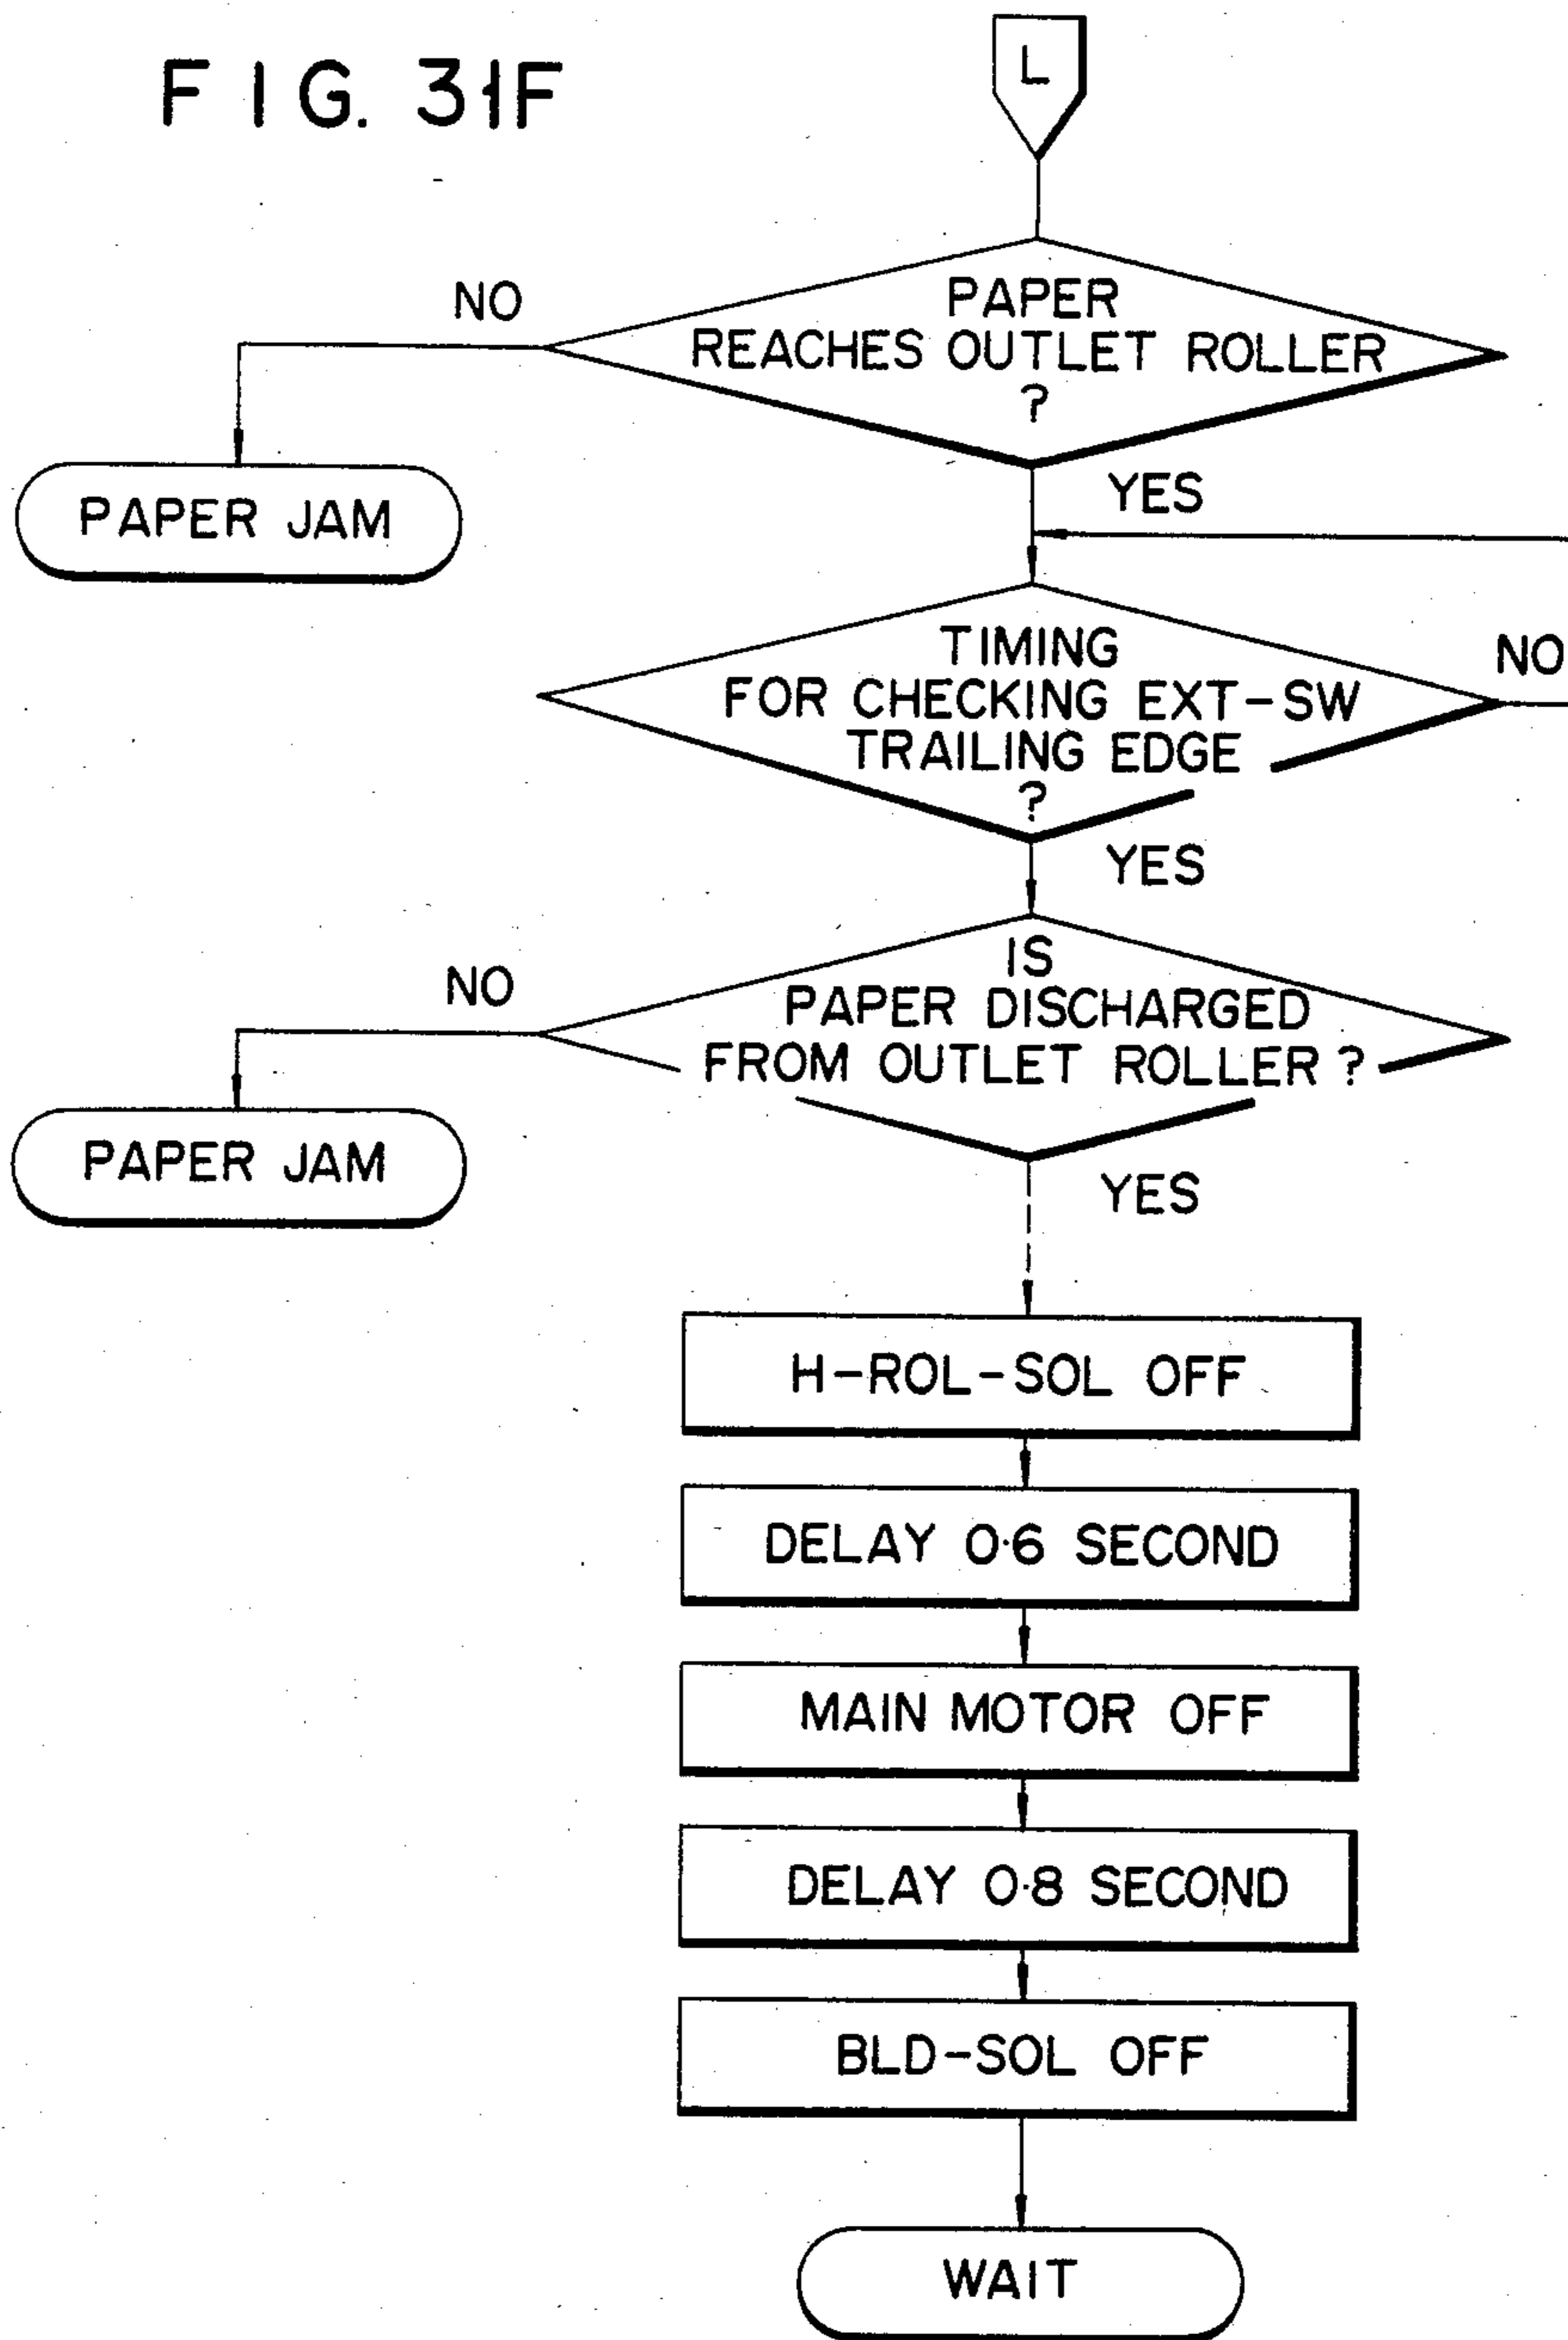 FIG. 31F
L
PAPER
REACHES OUTLET ROLLER
?
NO
YES
PAPER JAM
TIMING
FOR CHECKING EXT-SW
TRAILING EDGE
?
NO
YES
IS
PAPER DISCHARGED
FROM OUTLET ROLLER ?
NO
YES
PAPER JAM
H-ROL-SOL OFF
DELAY 0·6 SECOND
MAIN MOTOR OFF
DELAY 0·8 SECOND
BLD-SOL OFF
WAIT